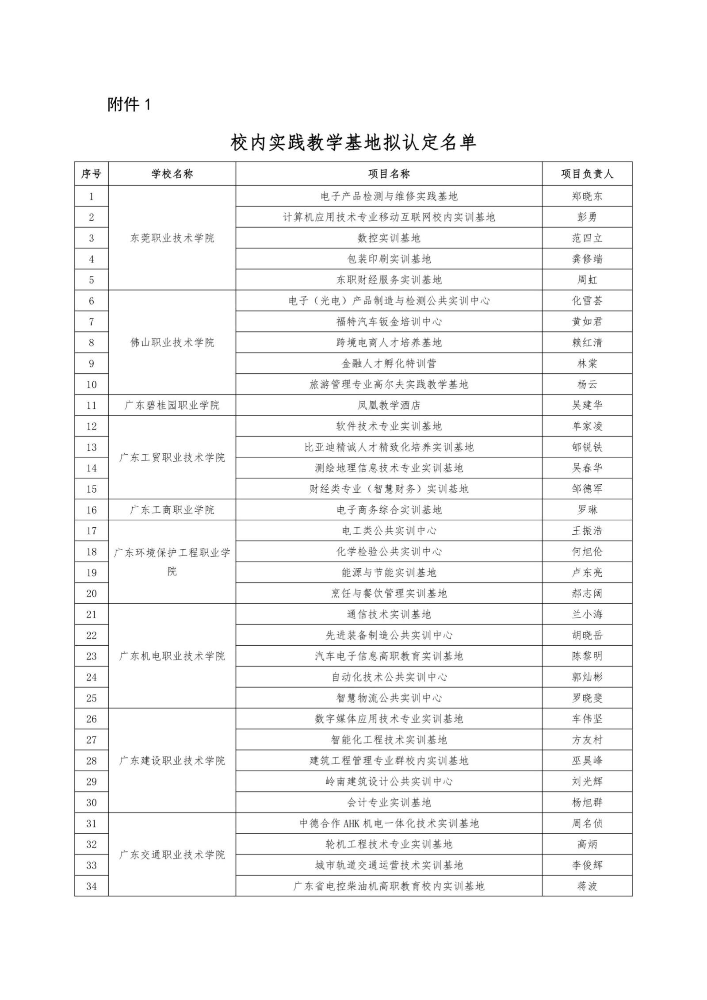 附件1
校内实践教学基地拟认定名单
序号 学校名称 项目名称 项目负责人
1 东莞职业技术学院 电子产品检测与维修实践基地 郑晓东
2 计算机应用技术专业移动互联网校内实训基地 彭勇
3 数控实训基地 范四立
4 包装印刷实训基地 龚修端
5 东职财经服务实训基地 周虹
6 佛山职业技术学院 电子（光电）产品制造与检测公共实训中心 化雪荟
7 福特汽车钣金培训中心 黄如君
8 跨境电商人才培养基地 赖红清
9 金融人才孵化特训营 林棠
10 旅游管理专业高尔夫实践教学基地 杨云
11 广东碧桂园职业学院 凤凰教学酒店 吴建华
12 广东工贸职业技术学院 软件技术专业实训基地 单家凌
13 比亚迪精诚人才精致化培养实训基地 郇锐铁
14 测绘地理信息技术专业实训基地 吴春华
15 财经类专业（智慧财务）实训基地 邹德军
16 广东工商职业学院 电子商务综合实训基地 罗琳
17 广东环境保护工程职业学院 电工类公共实训中心 王振浩
18 化学检验公共实训中心 何旭伦
19 能源与节能实训基地 卢东亮
20 烹饪与餐饮管理实训基地 郝志阔
21 广东机电职业技术学院 通信技术实训基地 兰小海
22 先进装备制造公共实训中心 胡晓岳
23 汽车电子信息高职教育实训基地 陈黎明
24 自动化技术公共实训中心 郭灿彬
25 智慧物流公共实训中心 罗晓斐
26 广东建设职业技术学院 数字媒体应用技术专业实训基地 车伟坚
27 智能化工程技术实训基地 方友村
28 建筑工程管理专业群校内实训基地 巫昊峰
29 岭南建筑设计公共实训中心 刘光辉
30 会计专业实训基地 杨旭群
31 广东交通职业技术学院 中德合作AHK机电一体化技术实训基地 周名侦
32 轮机工程技术专业实训基地 高炳
33 城市轨道交通运营技术实训基地 李俊辉
34 广东省电控柴油机高职教育校内实训基地 蒋波